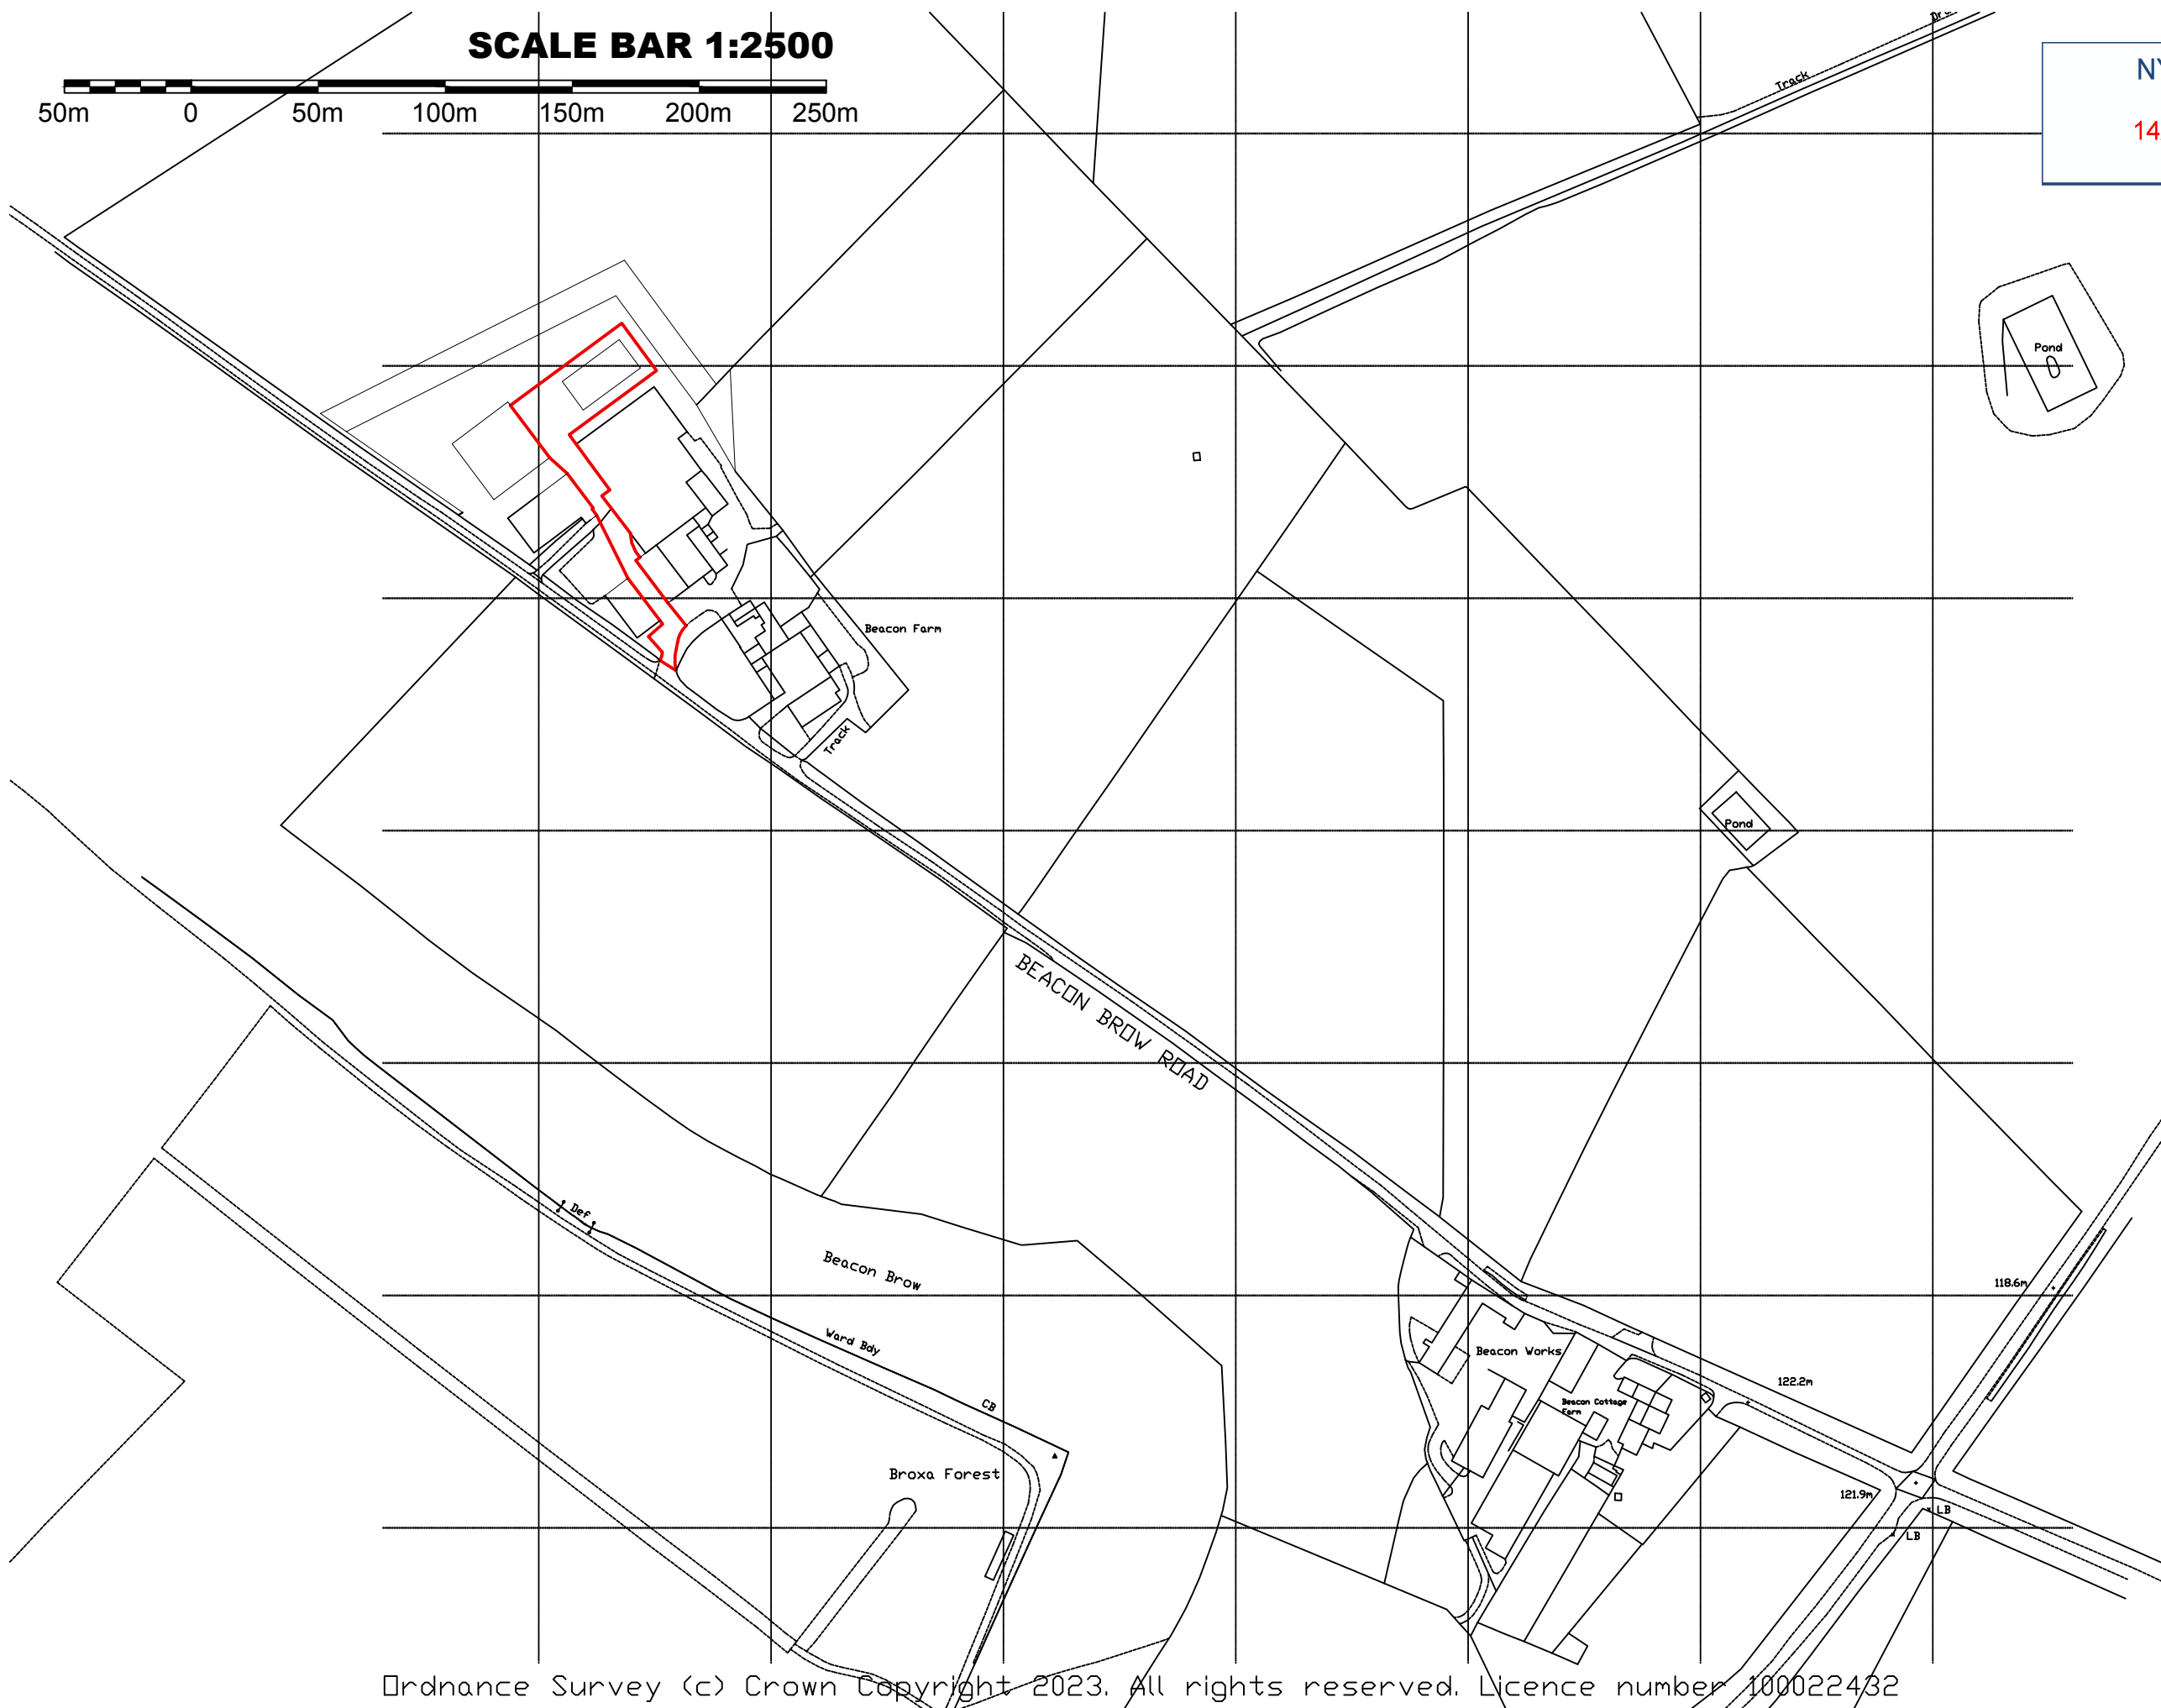 SCALE BAR 1:2500
50m 0 50m 100m 150m 200m 250m
Track
NY
14
Pond
Beacon Farm
Track
Pond
BEACON BROW ROAD
Def
Beacon Brow
118.6m
Ward Bdy
Beacon Works
122.2m
CB
Beacon Cottage
Farm
Broxa Forest
121.9m
LB
LB
Ordnance Survey (c) Crown Copyright 2023. All rights reserved. Licence number 100022432